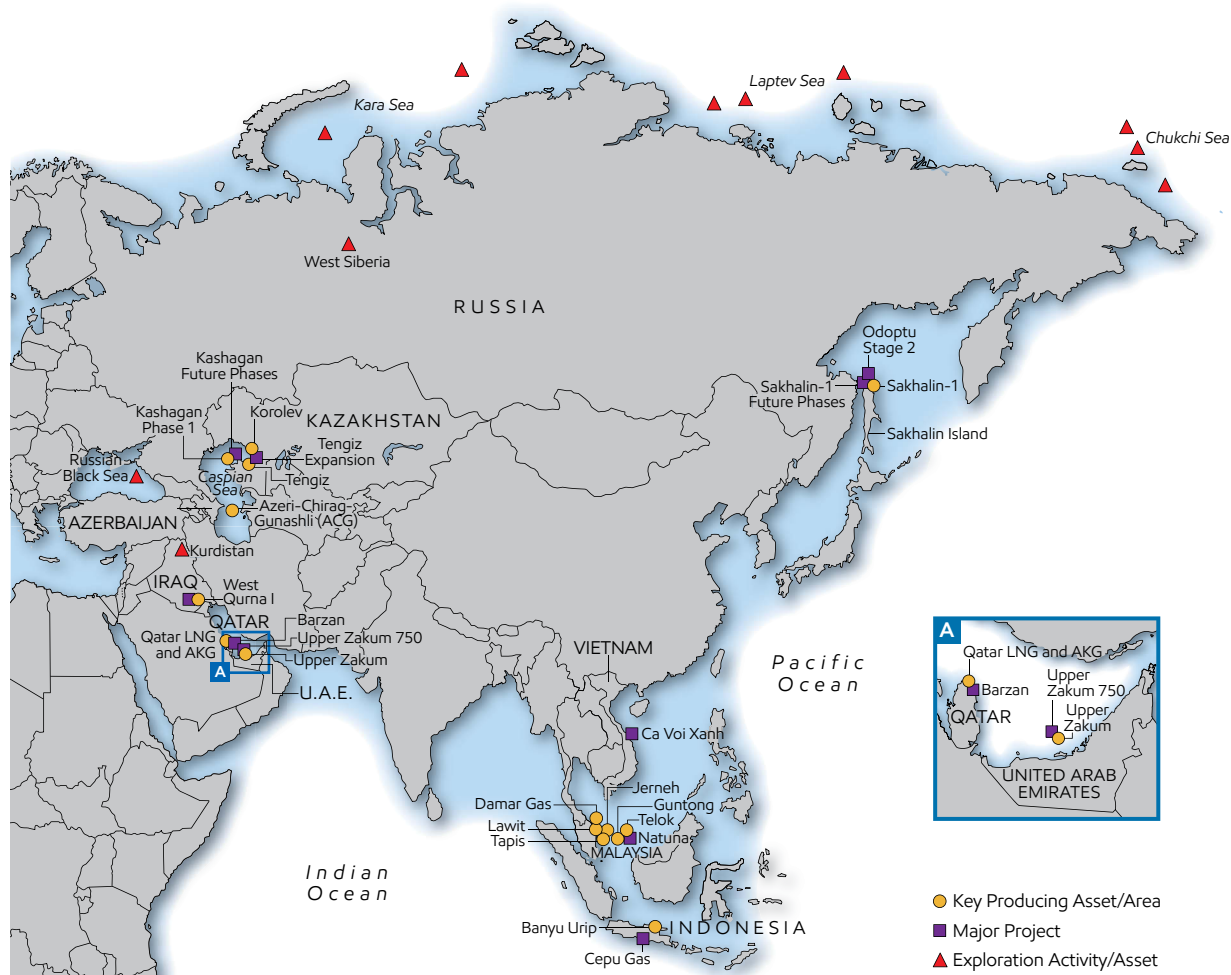 Kara Sea
Laptev Sea
Chukchi Sea
West Siberia
RUSSIA
Odoptu
Stage 2
Sakhalin-1
Future Phases
Sakhalin-1
Sakhalin Island
Kashagan
Future Phases
Kashagan
Phase 1
Korolev
KAZAKHSTAN
Tengiz
Expansion
Tengiz
Russian
Black Sea
Caspian
Sea
Azeri-Chirag-
Gunashli (ACG)
AZERBAIJAN
Kurdistan
IRAQ
West
Qurna I
QATAR
Barzan
Qatar LNG
and AKG
Upper Zakum 750
Upper Zakum
A
U.A.E.
VIETNAM
Pacific
Ocean
Ca Voi Xanh
Jerneh
Damar Gas
Guntong
Lawit
Telok
Tapis
Natuna
MALAYSIA
Indian
Ocean
Banyu Urip
INDONESIA
Cepu Gas
A
Qatar LNG and AKG
Barzan
Upper
Zakum 750
QATAR
Upper
Zakum
UNITED ARAB
EMIRATES
Key Producing Asset/Area
Major Project
Exploration Activity/Asset